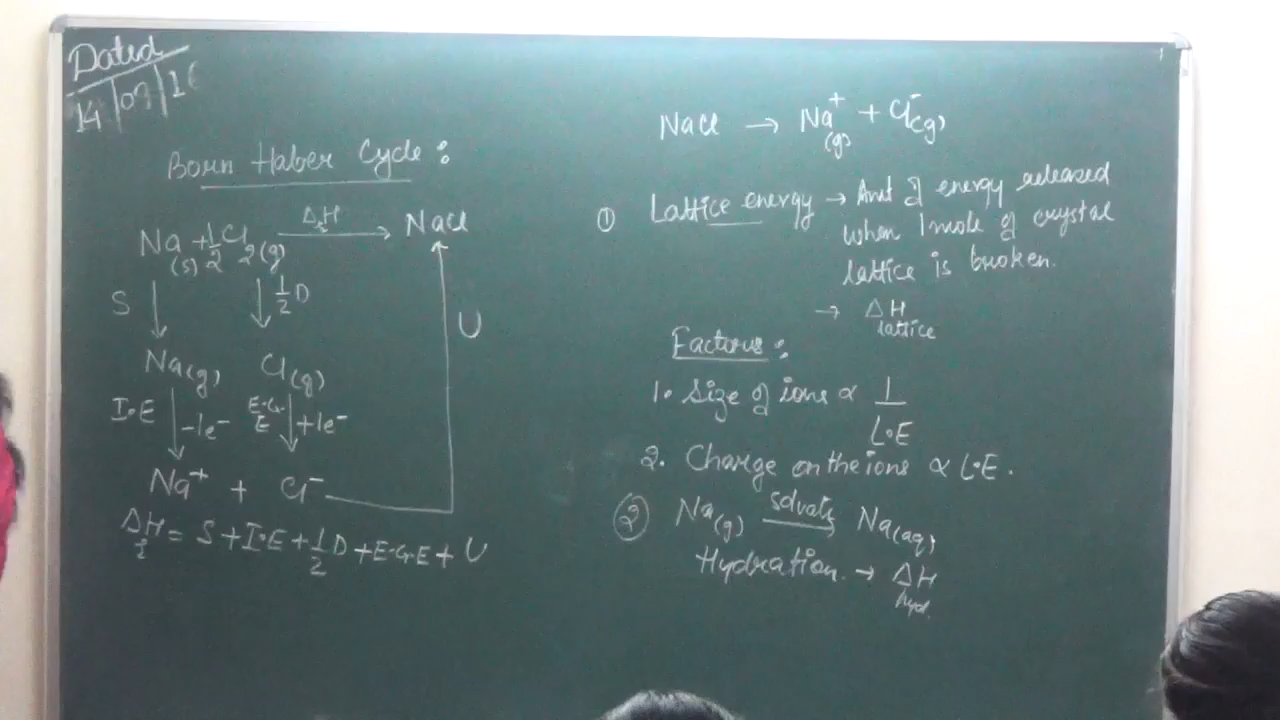 Dated
14/09/16
Born Haber Cycle :
Na(s) + 1/2 Cl2(g) ΔfH → NaCl
S ↓ ↓ 1/2 D
U
Na(g) Cl(g)
I.E ↓ -1e⁻ E.G.E ↓ +1e⁻
Na⁺ + Cl⁻
ΔfH = S + I.E + 1/2 D + E.G.E + U
NaCl → Na⁺(g) + Cl⁻(g)
① Lattice energy → Amt of energy released
when 1 mole of crystal
lattice is broken.
→ ΔH lattice
Factors :
1. Size of ions ∝ 1/L.E
2. Charge on the ions ∝ L.E.
② Na(g) solvats → Na(aq)
Hydration. → ΔH hyd.